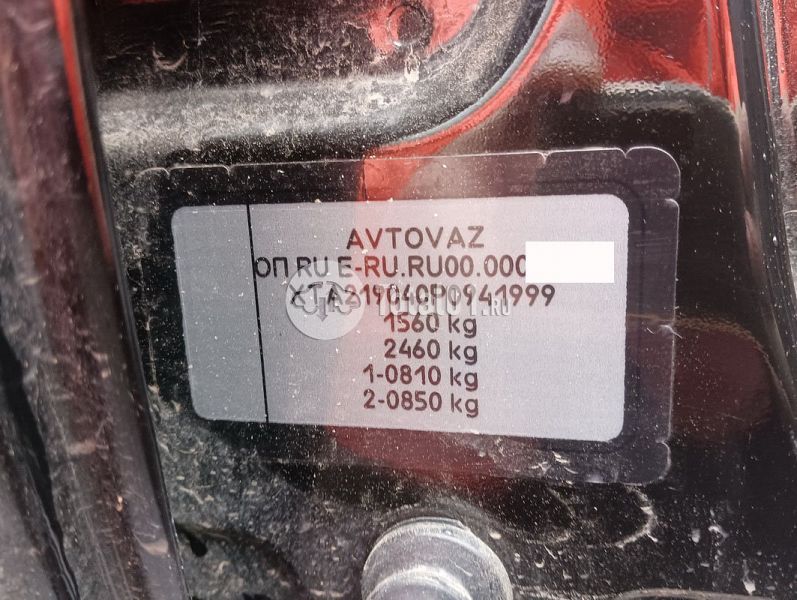 AVTOVAZ
ОП RU E-RU.RU00.000
XTA219040P0941999
1560 kg
2460 kg
1-0810 kg
2-0850 kg